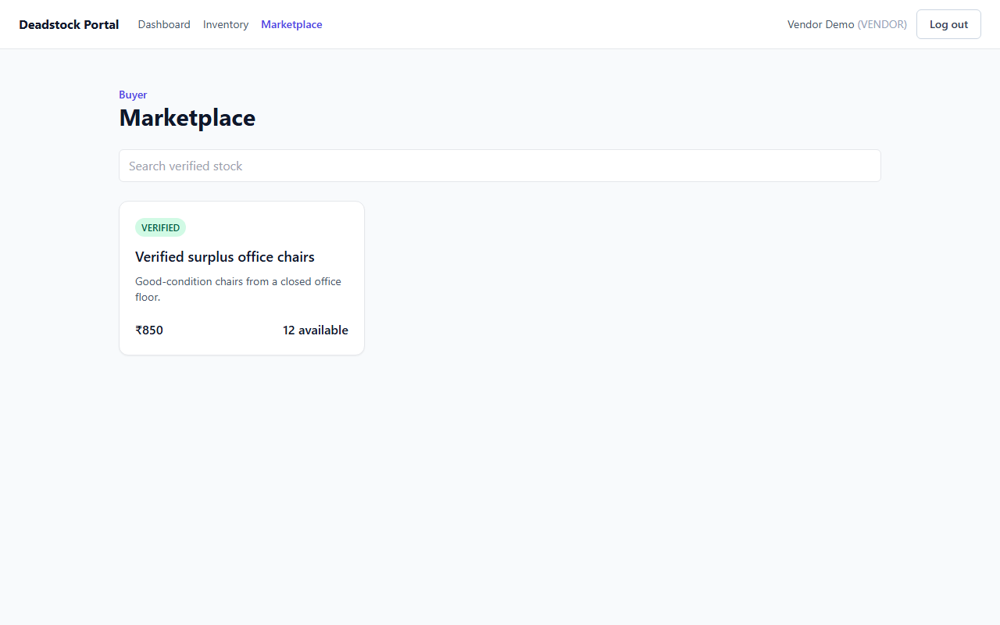 Deadstock Portal Dashboard Inventory Marketplace Vendor Demo (VENDOR) Log out
Buyer
Marketplace
Search verified stock
VERIFIED
Verified surplus office chairs
Good-condition chairs from a closed office
floor.
₹850 12 available